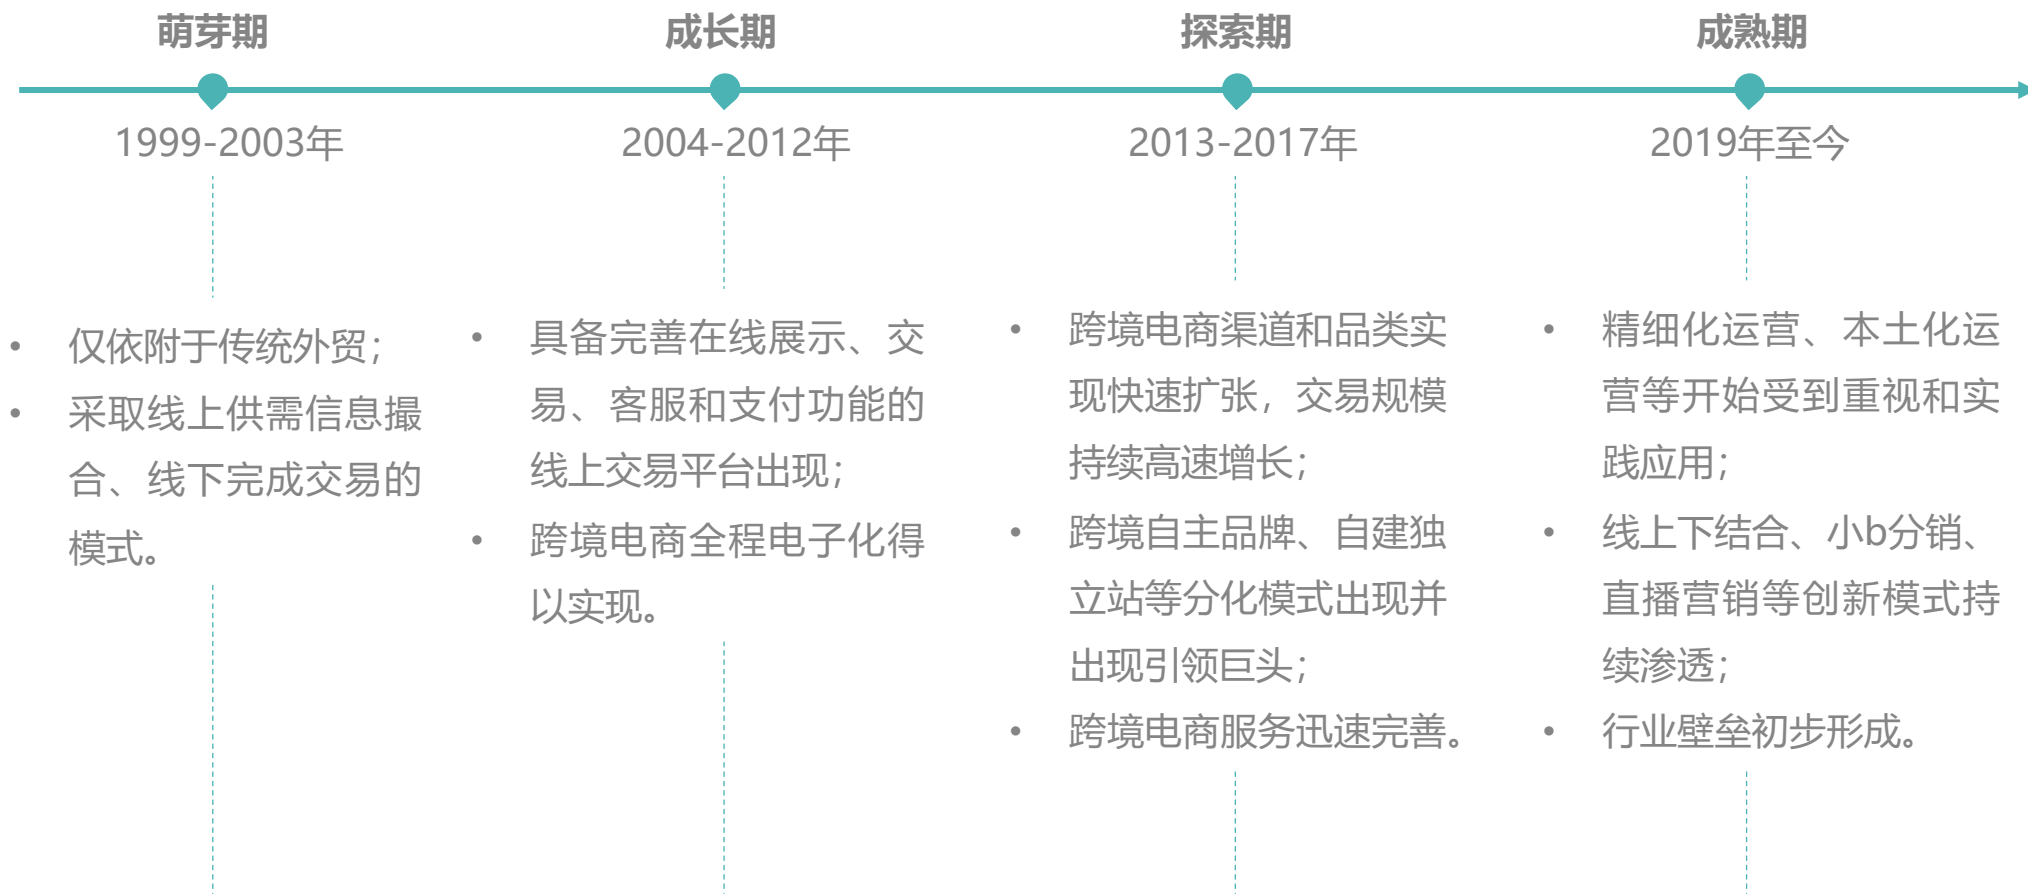 萌芽期
成长期
探索期
成熟期
1999-2003年
2004-2012年
2013-2017年
2019年至今
• 仅依附于传统外贸；
• 采取线上供需信息撮
合、线下完成交易的
模式。
• 具备完善在线展示、交
易、客服和支付功能的
线上交易平台出现；
• 跨境电商全程电子化得
以实现。
• 跨境电商渠道和品类实
现快速扩张，交易规模
持续高速增长；
• 跨境自主品牌、自建独
立站等分化模式出现并
出现引领巨头；
• 跨境电商服务迅速完善。
• 精细化运营、本土化运
营等开始受到重视和实
践应用；
• 线上下结合、小b分销、
直播营销等创新模式持
续渗透；
• 行业壁垒初步形成。